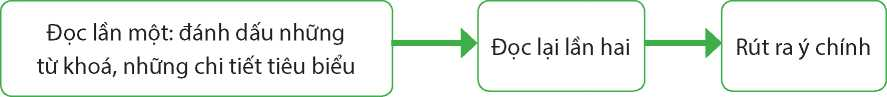 Đọc lần một: đánh dấu những
từ khoá, những chi tiết tiêu biểu
Đọc lại lần hai
Rút ra ý chính